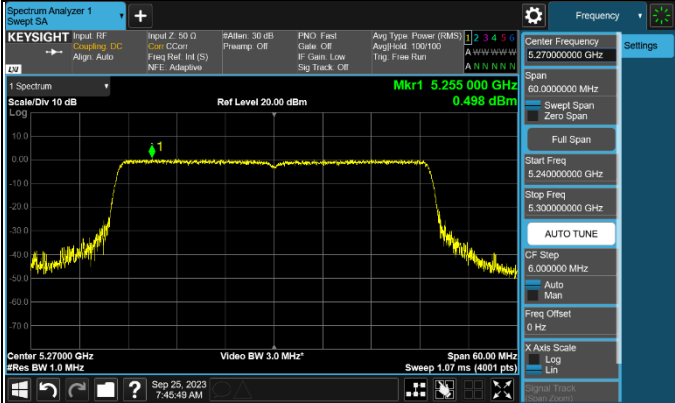 Spectrum Analyzer 1
Swept SA
Frequency
KEYSIGHT
LXI
Input: RF
Coupling: DC
Align: Auto
Input Z: 50 Ω
Corr CCorr
Freq Ref: Int (S)
NFE: Adaptive
#Atten: 30 dB
Preamp: Off
PNO: Fast
Gate: Off
IF Gain: Low
Sig Track: Off
Avg Type: Power (RMS)
Avg|Hold: 100/100
Trig: Free Run
1 2 3 4 5 6
A W W W W W
A N N N N N
1 Spectrum
Scale/Div 10 dB
Log
Ref Level 20.00 dBm
Mkr1 5.255 000 GHz
0.498 dBm
1
10.0
0.00
-10.0
-20.0
-30.0
-40.0
-50.0
-60.0
-70.0
Center 5.27000 GHz
#Res BW 1.0 MHz
Video BW 3.0 MHz*
Span 60.00 MHz
Sweep 1.07 ms (4001 pts)
?
Sep 25, 2023
7:45:49 AM
Center Frequency
5.270000000 GHz
Settings
Span
60.0000000 MHz
Swept Span
Zero Span
Full Span
Start Freq
5.240000000 GHz
Stop Freq
5.300000000 GHz
AUTO TUNE
CF Step
6.000000 MHz
Auto
Man
Freq Offset
0 Hz
X Axis Scale
Log
Lin
Signal Track
(Span Zoom)